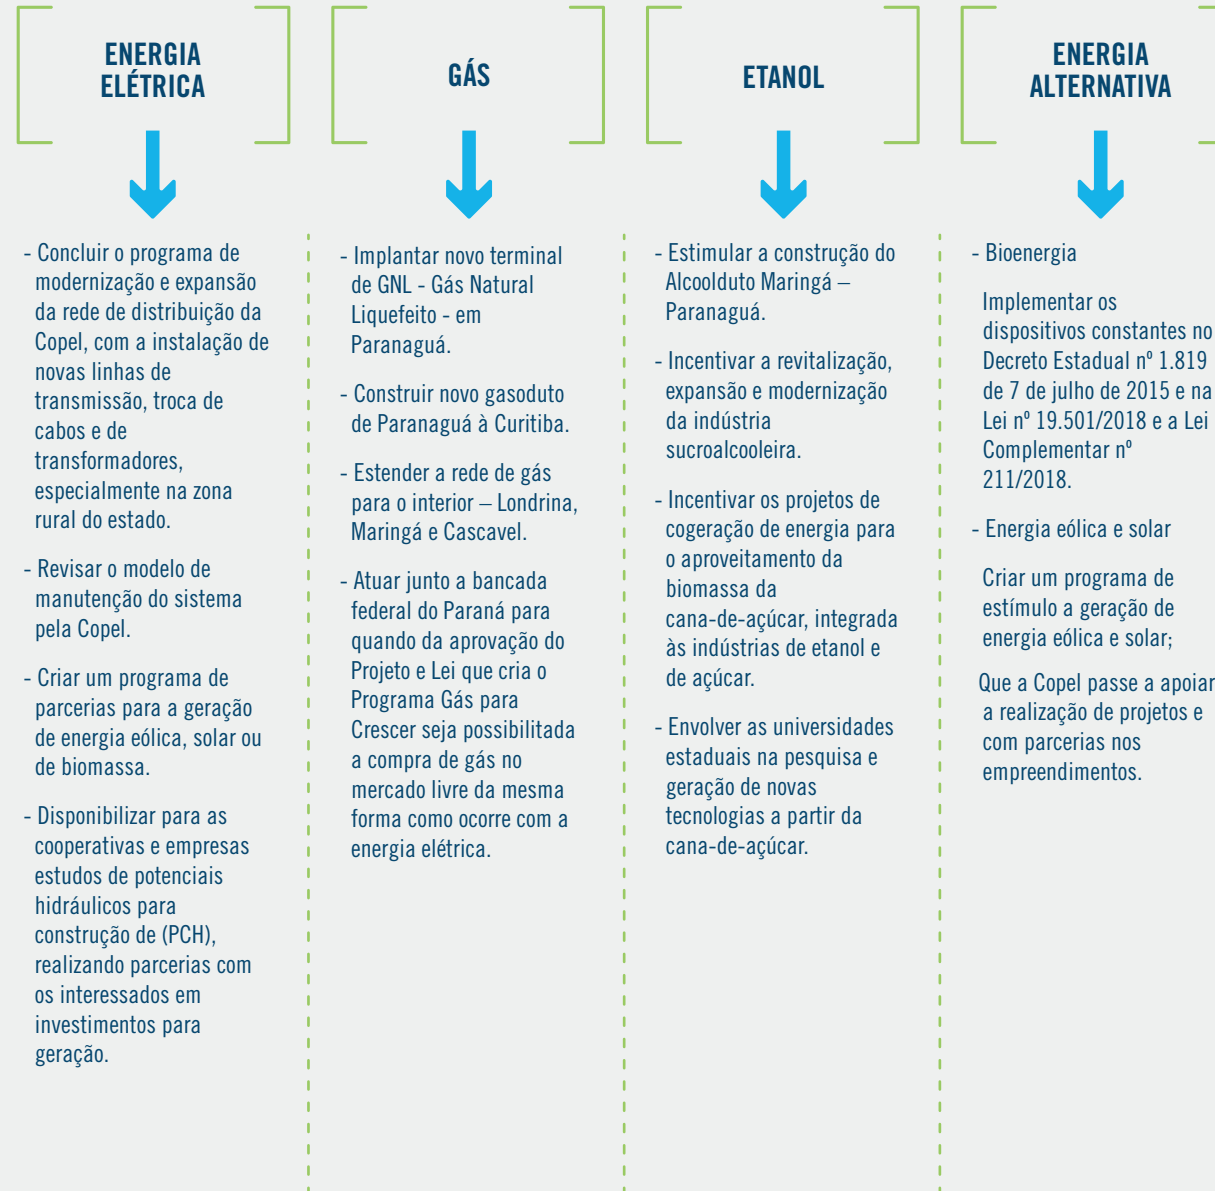 ENERGIA
ELÉTRICA
- Concluir o programa de
modernização e expansão
da rede de distribuição da
Copel, com a instalação de
novas linhas de
transmissão, troca de
cabos e de
transformadores,
especialmente na zona
rural do estado.
- Revisar o modelo de
manutenção do sistema
pela Copel.
- Criar um programa de
parcerias para a geração
de energia eólica, solar ou
de biomassa.
- Disponibilizar para as
cooperativas e empresas
estudos de potenciais
hidráulicos para
construção de (PCH),
realizando parcerias com
os interessados em
investimentos para
geração.
GÁS
- Implantar novo terminal
de GNL - Gás Natural
Liquefeito - em
Paranaguá.
- Construir novo gasoduto
de Paranaguá à Curitiba.
- Estender a rede de gás
para o interior – Londrina,
Maringá e Cascavel.
- Atuar junto a bancada
federal do Paraná para
quando da aprovação do
Projeto e Lei que cria o
Programa Gás para
Crescer seja possibilitada
a compra de gás no
mercado livre da mesma
forma como ocorre com a
energia elétrica.
ETANOL
- Estimular a construção do
Alcoolduto Maringá –
Paranaguá.
- Incentivar a revitalização,
expansão e modernização
da indústria
sucroalcooleira.
- Incentivar os projetos de
cogeração de energia para
o aproveitamento da
biomassa da
cana-de-açúcar, integrada
às indústrias de etanol e
de açúcar.
- Envolver as universidades
estaduais na pesquisa e
geração de novas
tecnologias a partir da
cana-de-açúcar.
ENERGIA
ALTERNATIVA
- Bioenergia
Implementar os
dispositivos constantes no
Decreto Estadual nº 1.819
de 7 de julho de 2015 e na
Lei nº 19.501/2018 e a Lei
Complementar nº
211/2018.
- Energia eólica e solar
Criar um programa de
estímulo a geração de
energia eólica e solar;
Que a Copel passe a apoiar
a realização de projetos e
com parcerias nos
empreendimentos.